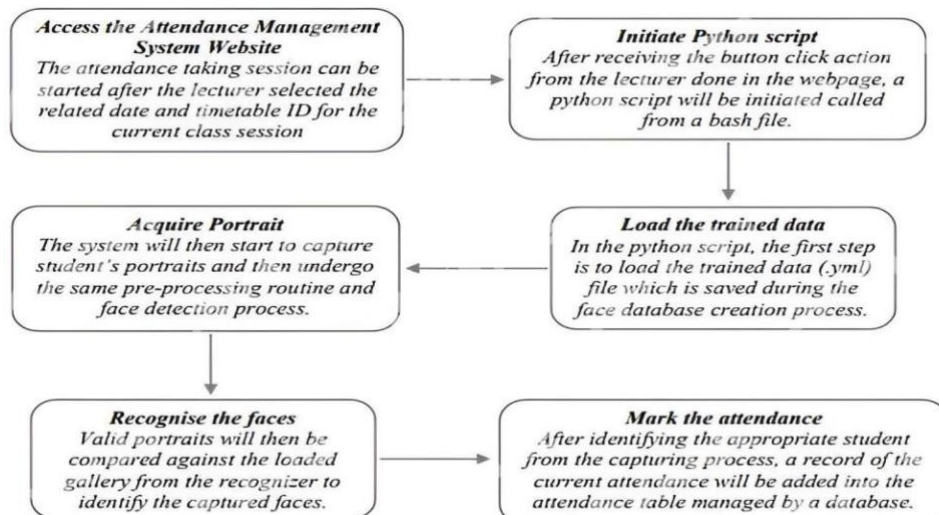 Access the Attendance Management
System Website
The attendance taking session can be
started after the lecturer selected the
related date and timetable ID for the
current class session
Initiate Python script
After receiving the button click action
from the lecturer done in the webpage, a
python script will be initiated called
from a bash file.
Load the trained data
In the python script, the first step
is to load the trained data (.yml)
file which is saved during the
face database creation process.
Acquire Portrait
The system will then start to capture
student's portraits and then undergo
the same pre-processing routine and
face detection process.
Recognise the faces
Valid portraits will then be
compared against the loaded
gallery from the recognizer to
identify the captured faces.
Mark the attendance
After identifying the appropriate student
from the capturing process, a record of the
current attendance will be added into the
attendance table managed by a database.